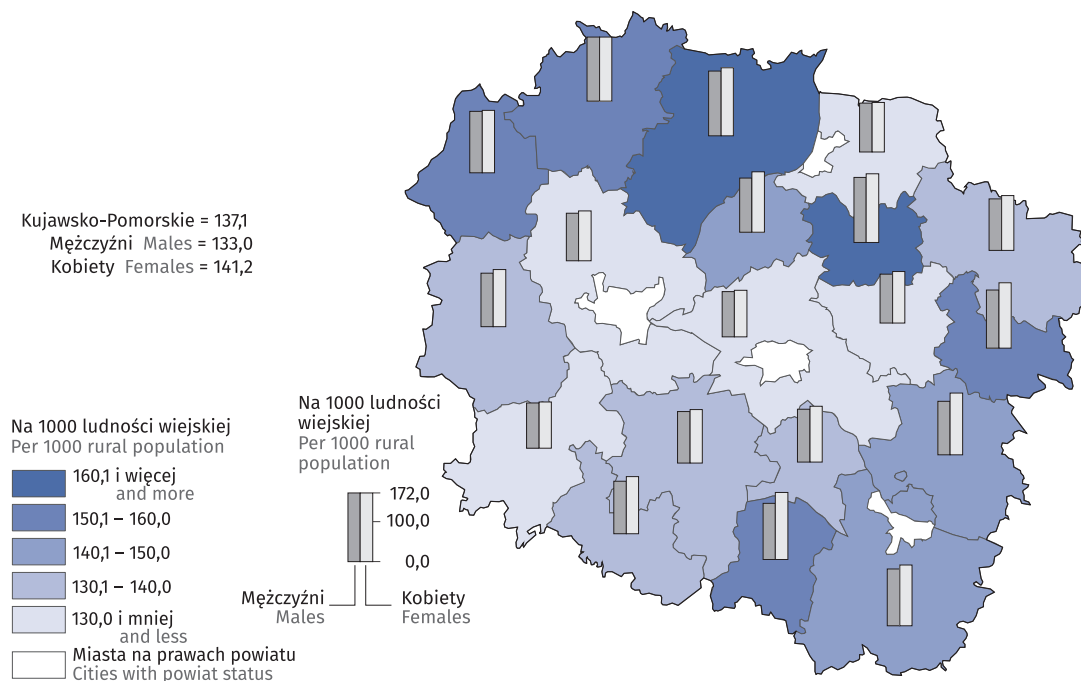 Kujawsko-Pomorskie = 137,1
Mężczyźni Males = 133,0
Kobiety Females = 141,2
Na 1000 ludności wiejskiej
Per 1000 rural population
160,1 i więcej
and more
150,1 – 160,0
140,1 – 150,0
130,1 – 140,0
130,0 i mniej
and less
Miasta na prawach powiatu
Cities with powiat status
Na 1000 ludności
wiejskiej
Per 1000 rural
population
172,0
100,0
0,0
Mężczyźni
Males
Kobiety
Females